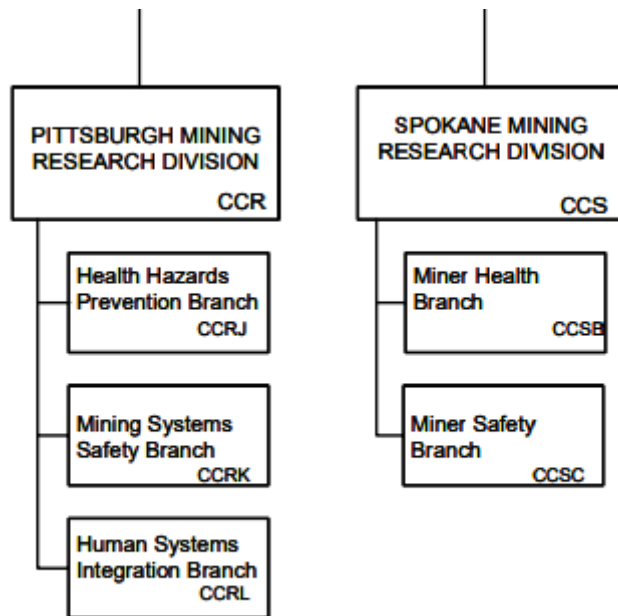 PITTSBURGH MINING
RESEARCH DIVISION
CCR
Health Hazards
Prevention Branch
CCRJ
Mining Systems
Safety Branch
CCRK
Human Systems
Integration Branch
CCRL
SPOKANE MINING
RESEARCH DIVISION
CCS
Miner Health
Branch
CCSB
Miner Safety
Branch
CCSC